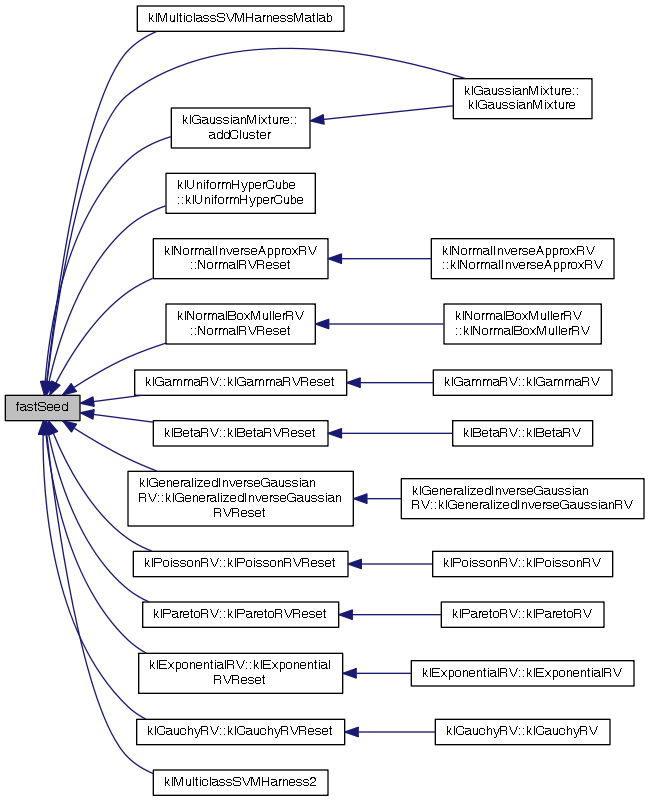 klMulticlassSVMHarnessMatlab
klGaussianMixture::
klGaussianMixture
klGaussianMixture::
addCluster
klUniformHyperCube
::klUniformHyperCube
klNormalInverseApproxRV
::NormalRVReset
klNormalInverseApproxRV
::klNormalInverseApproxRV
klNormalBoxMullerRV
::NormalRVReset
klNormalBoxMullerRV
::klNormalBoxMullerRV
klGammaRV::klGammaRVReset
klGammaRV::klGammaRV
fastSeed
klBetaRV::klBetaRVReset
klBetaRV::klBetaRV
klGeneralizedInverseGaussian
RV::klGeneralizedInverseGaussian
RVReset
klGeneralizedInverseGaussian
RV::klGeneralizedInverseGaussianRV
klPoissonRV::klPoissonRVReset
klPoissonRV::klPoissonRV
klParetoRV::klParetoRVReset
klParetoRV::klParetoRV
klExponentialRV::klExponential
RVReset
klExponentialRV::klExponentialRV
klCauchyRV::klCauchyRVReset
klCauchyRV::klCauchyRV
klMulticlassSVMHarness2